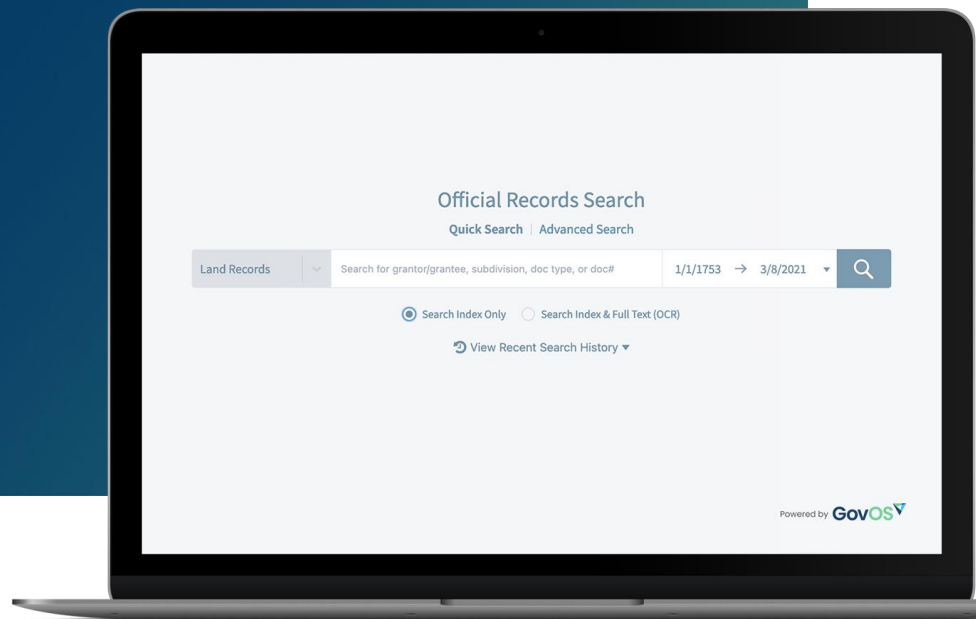 Official Records Search
Quick Search | Advanced Search
Land Records
Search for grantor/grantee, subdivision, doc type, or doc#
1/1/1753 → 3/8/2021
Search Index Only
Search Index & Full Text (OCR)
View Recent Search History
Powered by GovOS